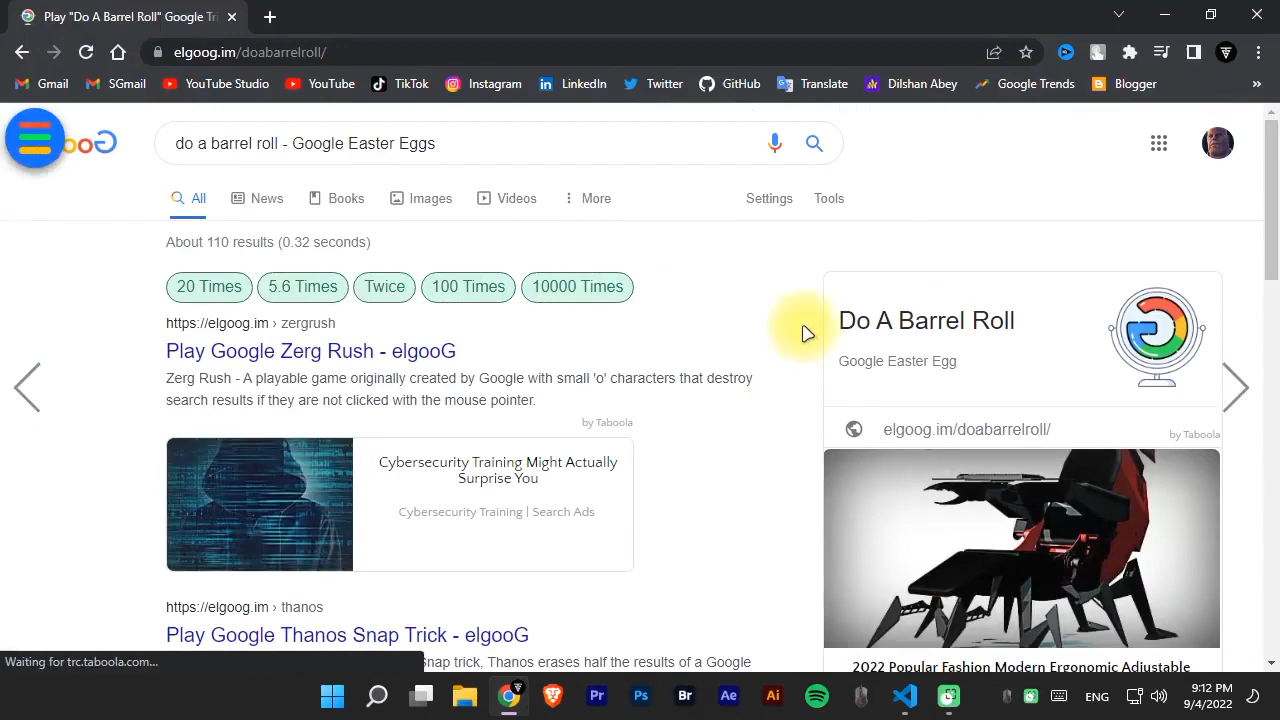 Play "Do A Barrel Roll" Google Tr
elgoog.im/doabarrelroll/
Gmail
SGmail
YouTube Studio
YouTube
TikTok
Instagram
LinkedIn
Twitter
Github
Translate
Dilshan Abey
Google Trends
Blogger
»
do a barrel roll - Google Easter Eggs
All
News
Books
Images
Videos
More
Settings
Tools
About 110 results (0.32 seconds)
20 Times
5.6 Times
Twice
100 Times
10000 Times
https://elgoog.im › zergrush
Play Google Zerg Rush - elgooG
Zerg Rush - A playable game originally created by Google with small 'o' characters that destroy
search results if they are not clicked with the mouse pointer.
by Taboola
Cybersecurity Training Might Actually
Surprise You
Cybersecurity Training | Search Ads
https://elgoog.im › thanos
Play Google Thanos Snap Trick - elgooG
snap trick, Thanos erases half the results of a Google
Do A Barrel Roll
Google Easter Egg
elgoog.im/doabarrelroll/
by Taboola
2022 Popular Fashion Modern Ergonomic Adjustable
Waiting for trc.taboola.com...
Pr
Ps
Br
Ae
Ai
ENG
9:12 PM
9/4/2022